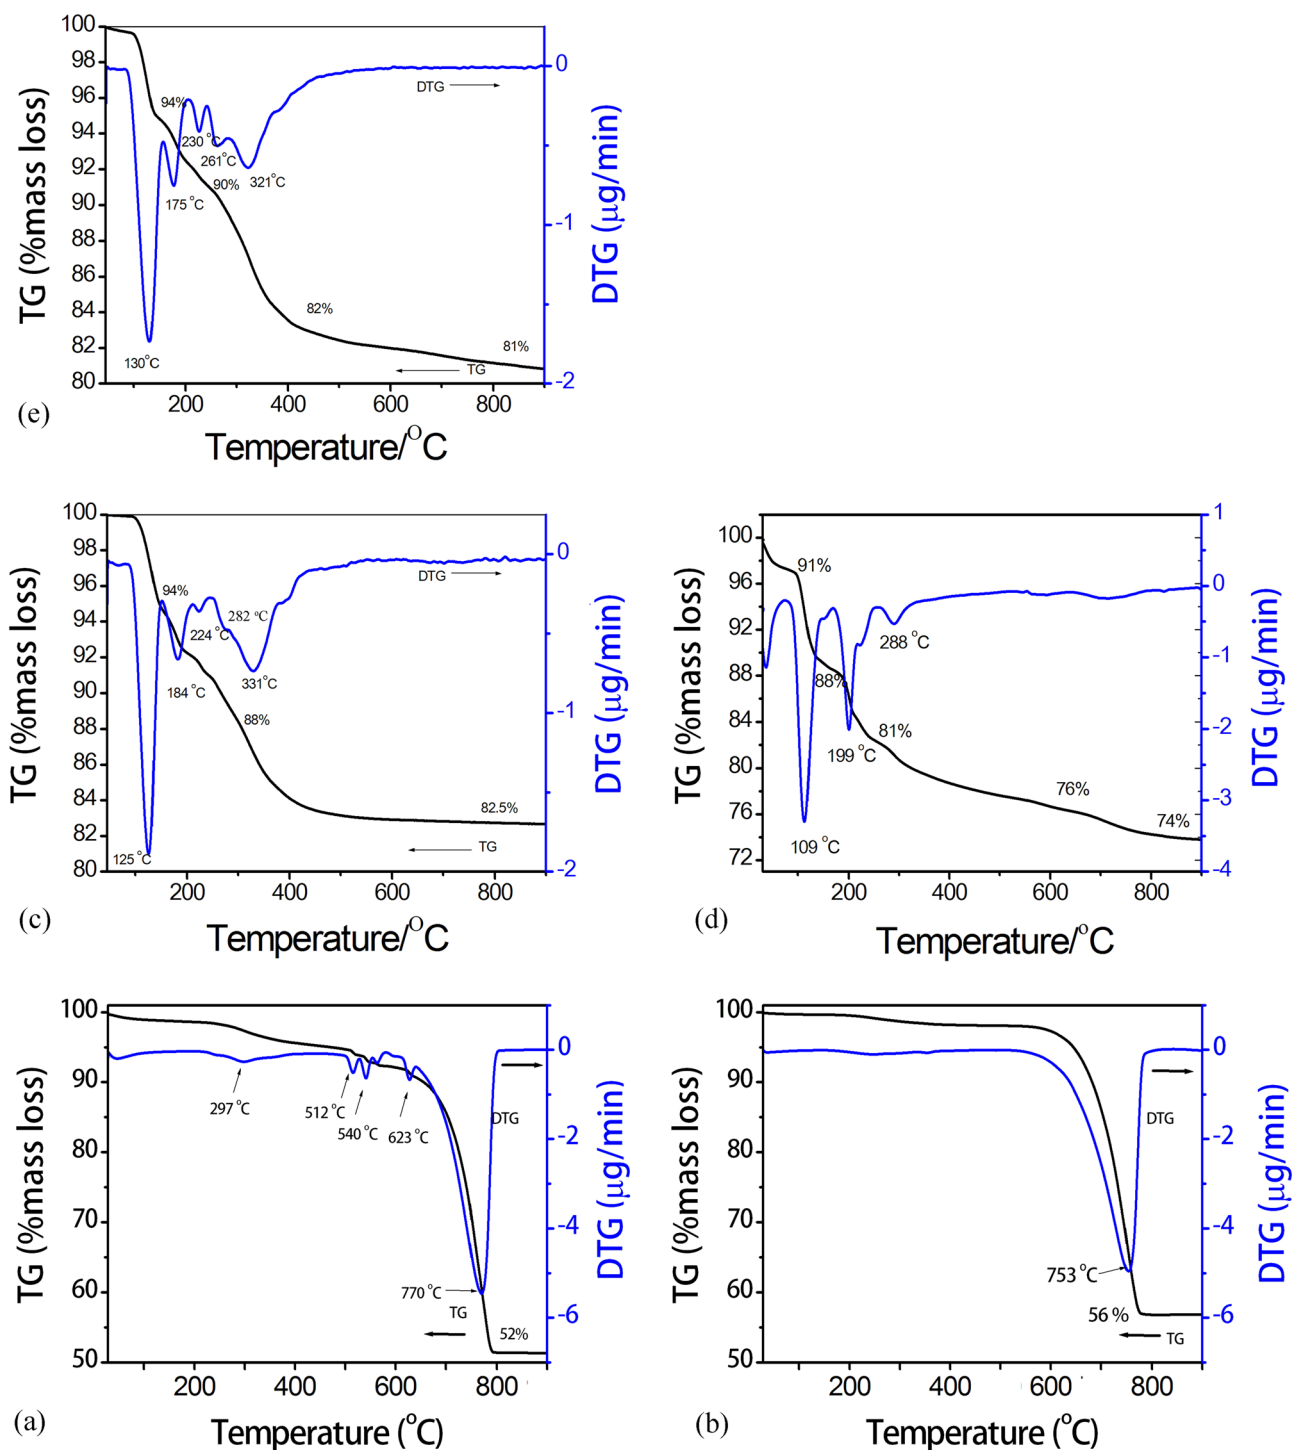 100
98
96
94
92
90
88
86
84
82
80
TG (%mass loss)
94%
230 °C
261°C
175 °C
90%
321°C
130°C
82%
81%
DTG
TG
0
-1
-2
DTG (μg/min)
200
400
600
800
Temperature/°C
(e)
100
98
96
94
92
90
88
86
84
82
80
TG (%mass loss)
94%
282 °C
224 °C
184 °C
331°C
88%
125°C
82.5%
DTG
TG
0
-1
-2
DTG (μg/min)
200
400
600
800
Temperature/°C
(c)
100
96
92
88
84
80
76
72
TG (%mass loss)
91%
288 °C
88%
81%
199 °C
109 °C
76%
74%
1
0
-1
-2
-3
-4
DTG (μg/min)
200
400
600
800
Temperature/°C
(d)
100
90
80
70
60
50
TG (%mass loss)
297 °C
512 °C
540 °C
623 °C
DTG
770 °C
TG
52%
0
-2
-4
-6
DTG (μg/min)
200
400
600
800
Temperature (°C)
(a)
100
90
80
70
60
50
TG (%mass loss)
DTG
753 °C
56 %
TG
0
-2
-4
-6
DTG (μg/min)
200
400
600
800
Temperature (°C)
(b)